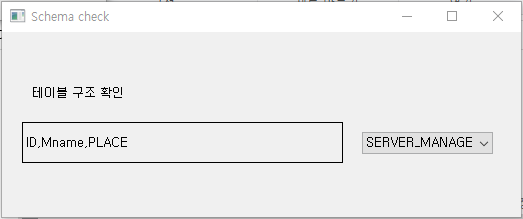 Schema check
테이블 구조 확인
ID,Mname,PLACE
SERVER_MANAGE